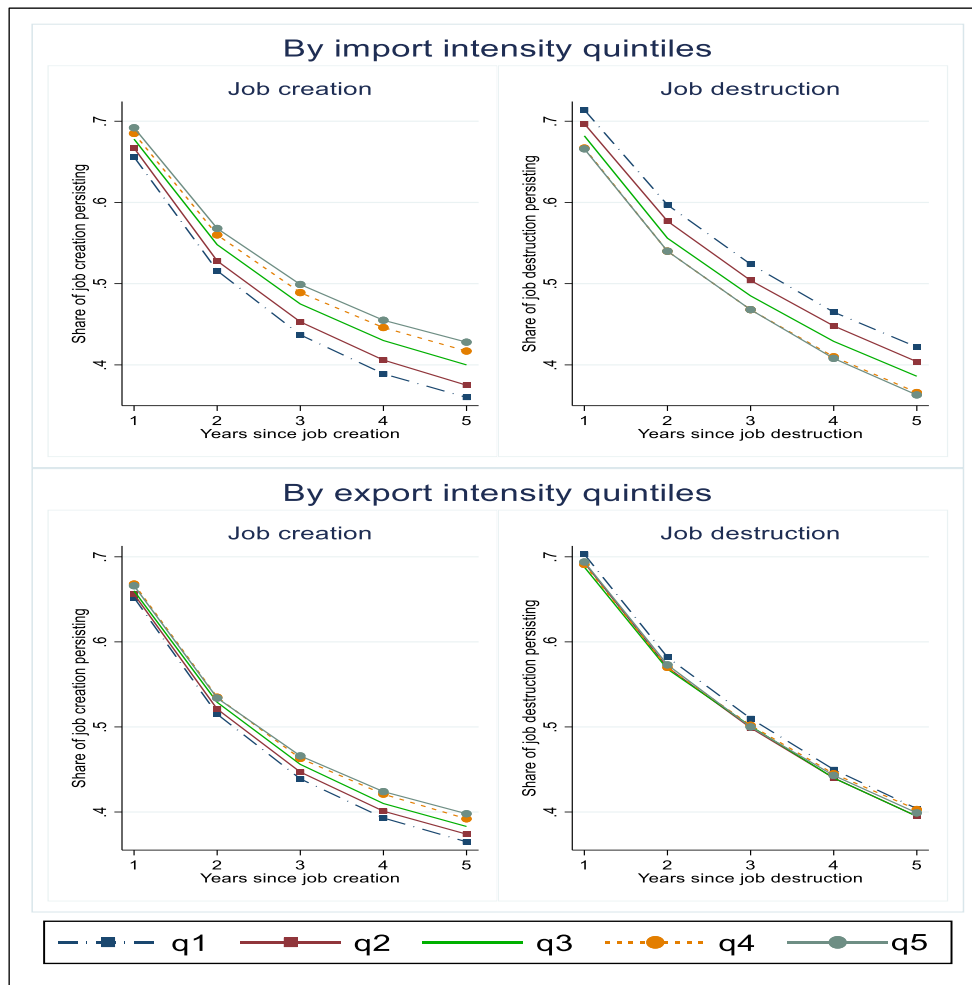 By import intensity quintiles
Job creation
Share of job creation persisting
.7
.6
.5
.4
1 2 3 4 5
Years since job creation
Job destruction
Share of job destruction persisting
.7
.6
.5
.4
1 2 3 4 5
Years since job destruction
By export intensity quintiles
Job creation
Share of job creation persisting
.7
.6
.5
.4
1 2 3 4 5
Years since job creation
Job destruction
Share of job destruction persisting
.7
.6
.5
.4
1 2 3 4 5
Years since job destruction
q1 q2 q3 q4 q5